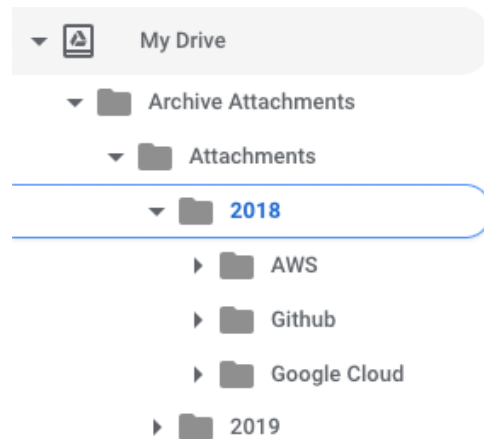 My Drive
Archive Attachments
Attachments
2018
AWS
Github
Google Cloud
2019